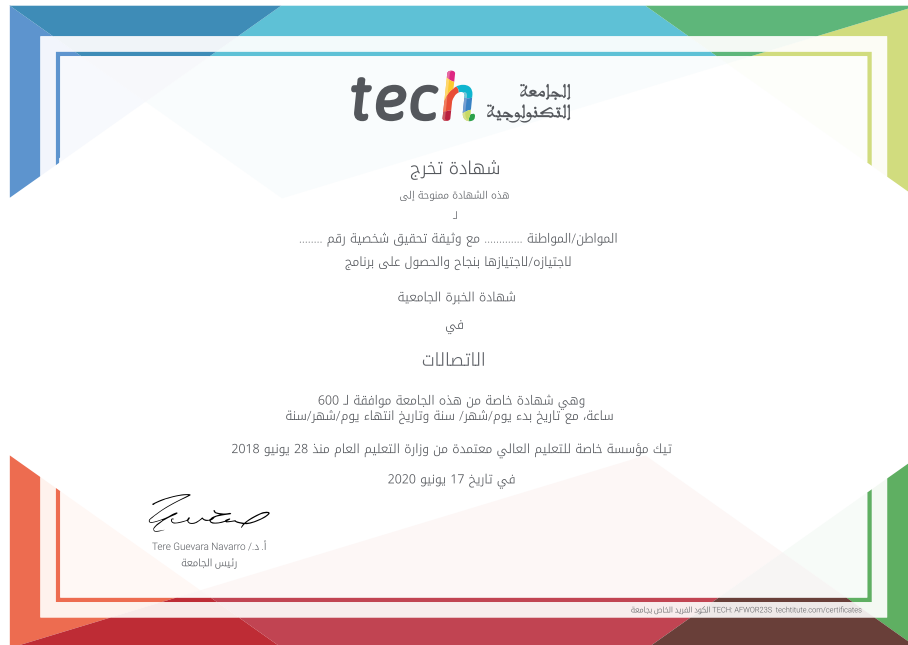 tech الجامعة
التكنولوجية
شهادة تخرج
هذه الشهادة ممنوحة إلى
لـ
المواطن/المواطنة ............ مع وثيقة تحقيق شخصية رقم ........
لاجتيازه/لاجتيازها بنجاح والحصول على برنامج
شهادة الخبرة الجامعية
في
الاتصالات
وهي شهادة خاصة من هذه الجامعة موافقة لـ 600
ساعة، مع تاريخ بدء يوم/شهر/ سنة وتاريخ انتهاء يوم/شهر/سنة
تيك مؤسسة خاصة للتعليم العالي معتمدة من وزارة التعليم العام منذ 28 يونيو 2018
في تاريخ 17 يونيو 2020
أ.د./ Tere Guevara Navarro
رئيس الجامعة
الكود الفريد الخاص بجامعة TECH: AFWOR23S techtitute.com/certificates